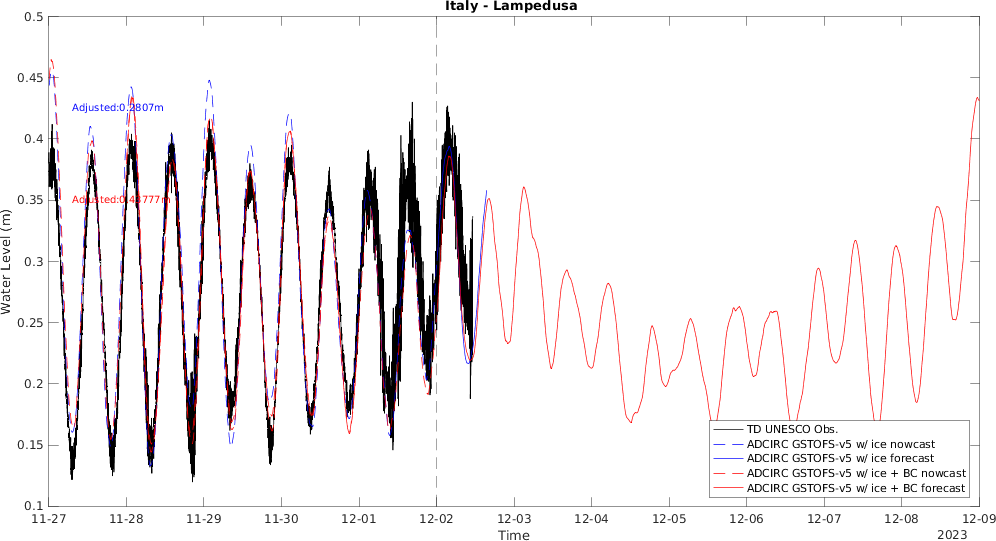 Italy - Lampedusa
Water Level (m)
0.5
0.45
0.4
0.35
0.3
0.25
0.2
0.15
0.1
Adjusted:0.2807m
Adjusted:0.43777m
TD UNESCO Obs.
ADCIRC GSTOFS-v5 w/ ice nowcast
ADCIRC GSTOFS-v5 w/ ice forecast
ADCIRC GSTOFS-v5 w/ ice + BC nowcast
ADCIRC GSTOFS-v5 w/ ice + BC forecast
11-27 11-28 11-29 11-30 12-01 12-02 12-03 12-04 12-05 12-06 12-07 12-08 12-09
Time
2023